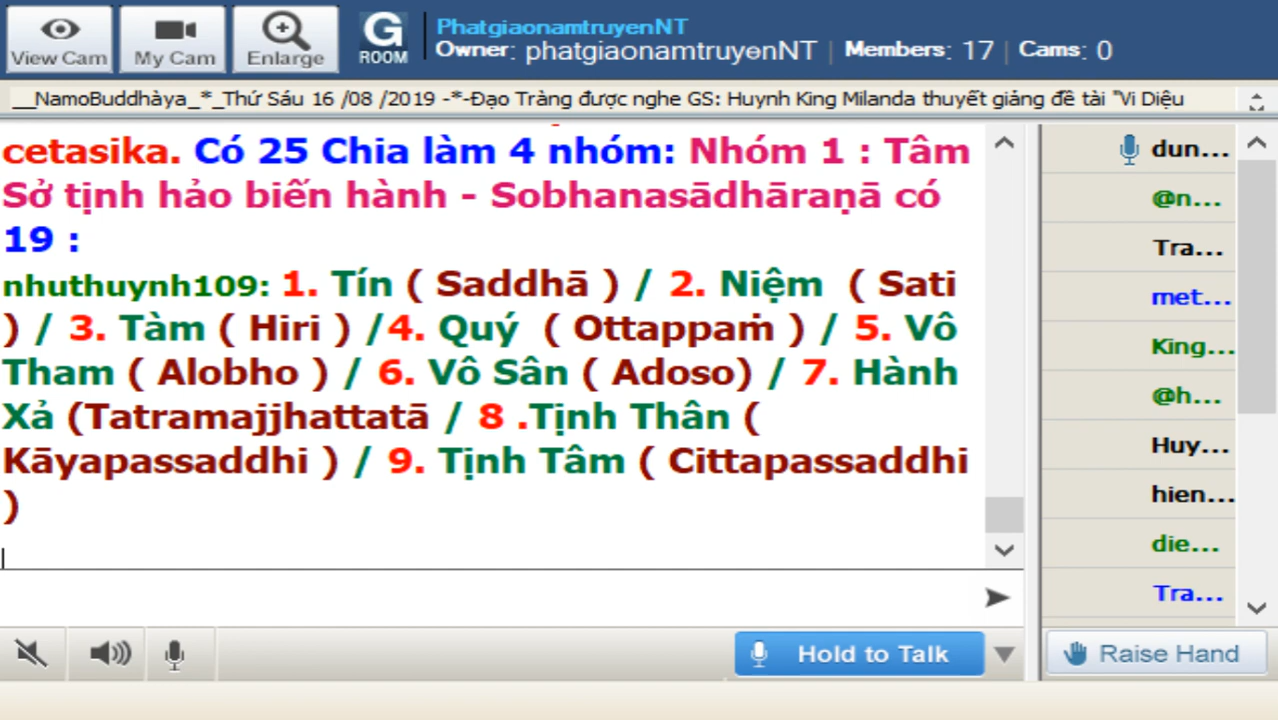 View Cam
My Cam
Enlarge
G
ROOM
PhatgiaonamtruyenNT
Owner: phatgiaonamtruyenNT | Members: 17 | Cams: 0
__NamoBuddhàya_*_Thứ Sáu 16 /08 /2019 -*-Đạo Tràng được nghe GS: Huynh King Milanda thuyết giảng đề tài "Vi Diệu
cetasika. Có 25 Chia làm 4 nhóm: Nhóm 1 : Tâm
Sở tịnh hảo biến hành - Sobhanasādhāraṇā có
19 :
nhuthuynh109: 1. Tín ( Saddhā ) / 2. Niệm ( Sati
) / 3. Tàm ( Hiri ) /4. Quý ( Ottappaṁ ) / 5. Vô
Tham ( Alobho ) / 6. Vô Sân ( Adoso) / 7. Hành
Xả (Tatramajjhattatā / 8 .Tịnh Thân (
Kāyapassaddhi ) / 9. Tịnh Tâm ( Cittapassaddhi
)
dun...
@n...
Tra...
met...
King...
@h...
Huy...
hien...
die...
Tra...
Hold to Talk
Raise Hand